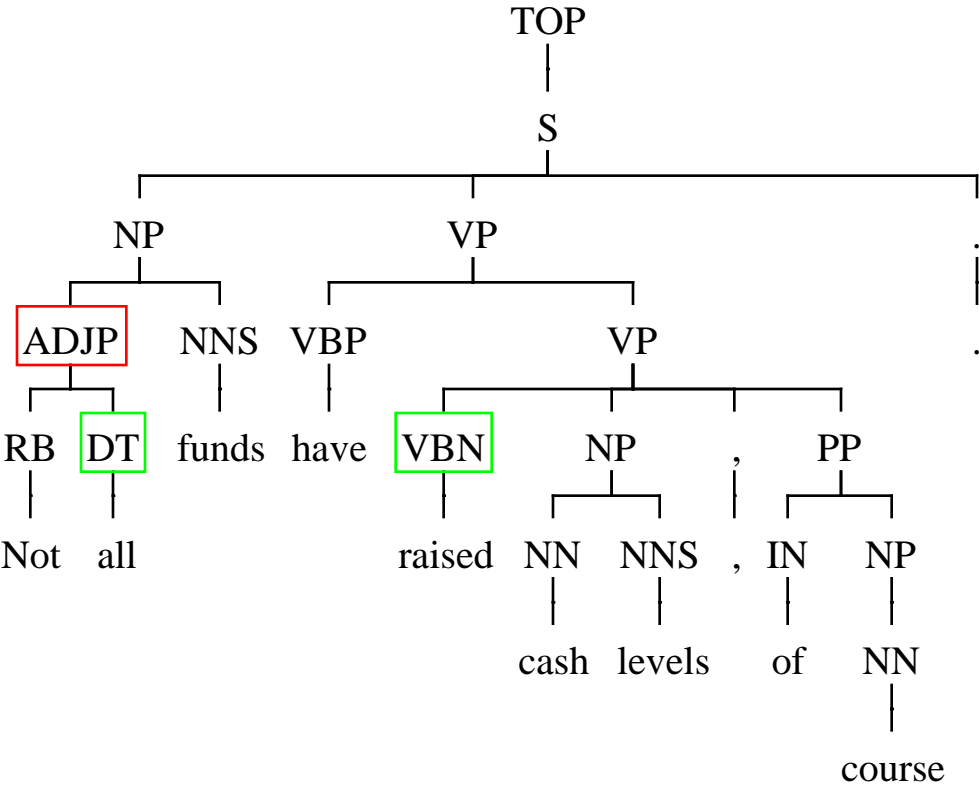 TOP
S
NP VP .
ADJP NNS VBP VP .
RB DT funds have VBN NP , PP
Not all raised NN NNS , IN NP
cash levels of NN
course